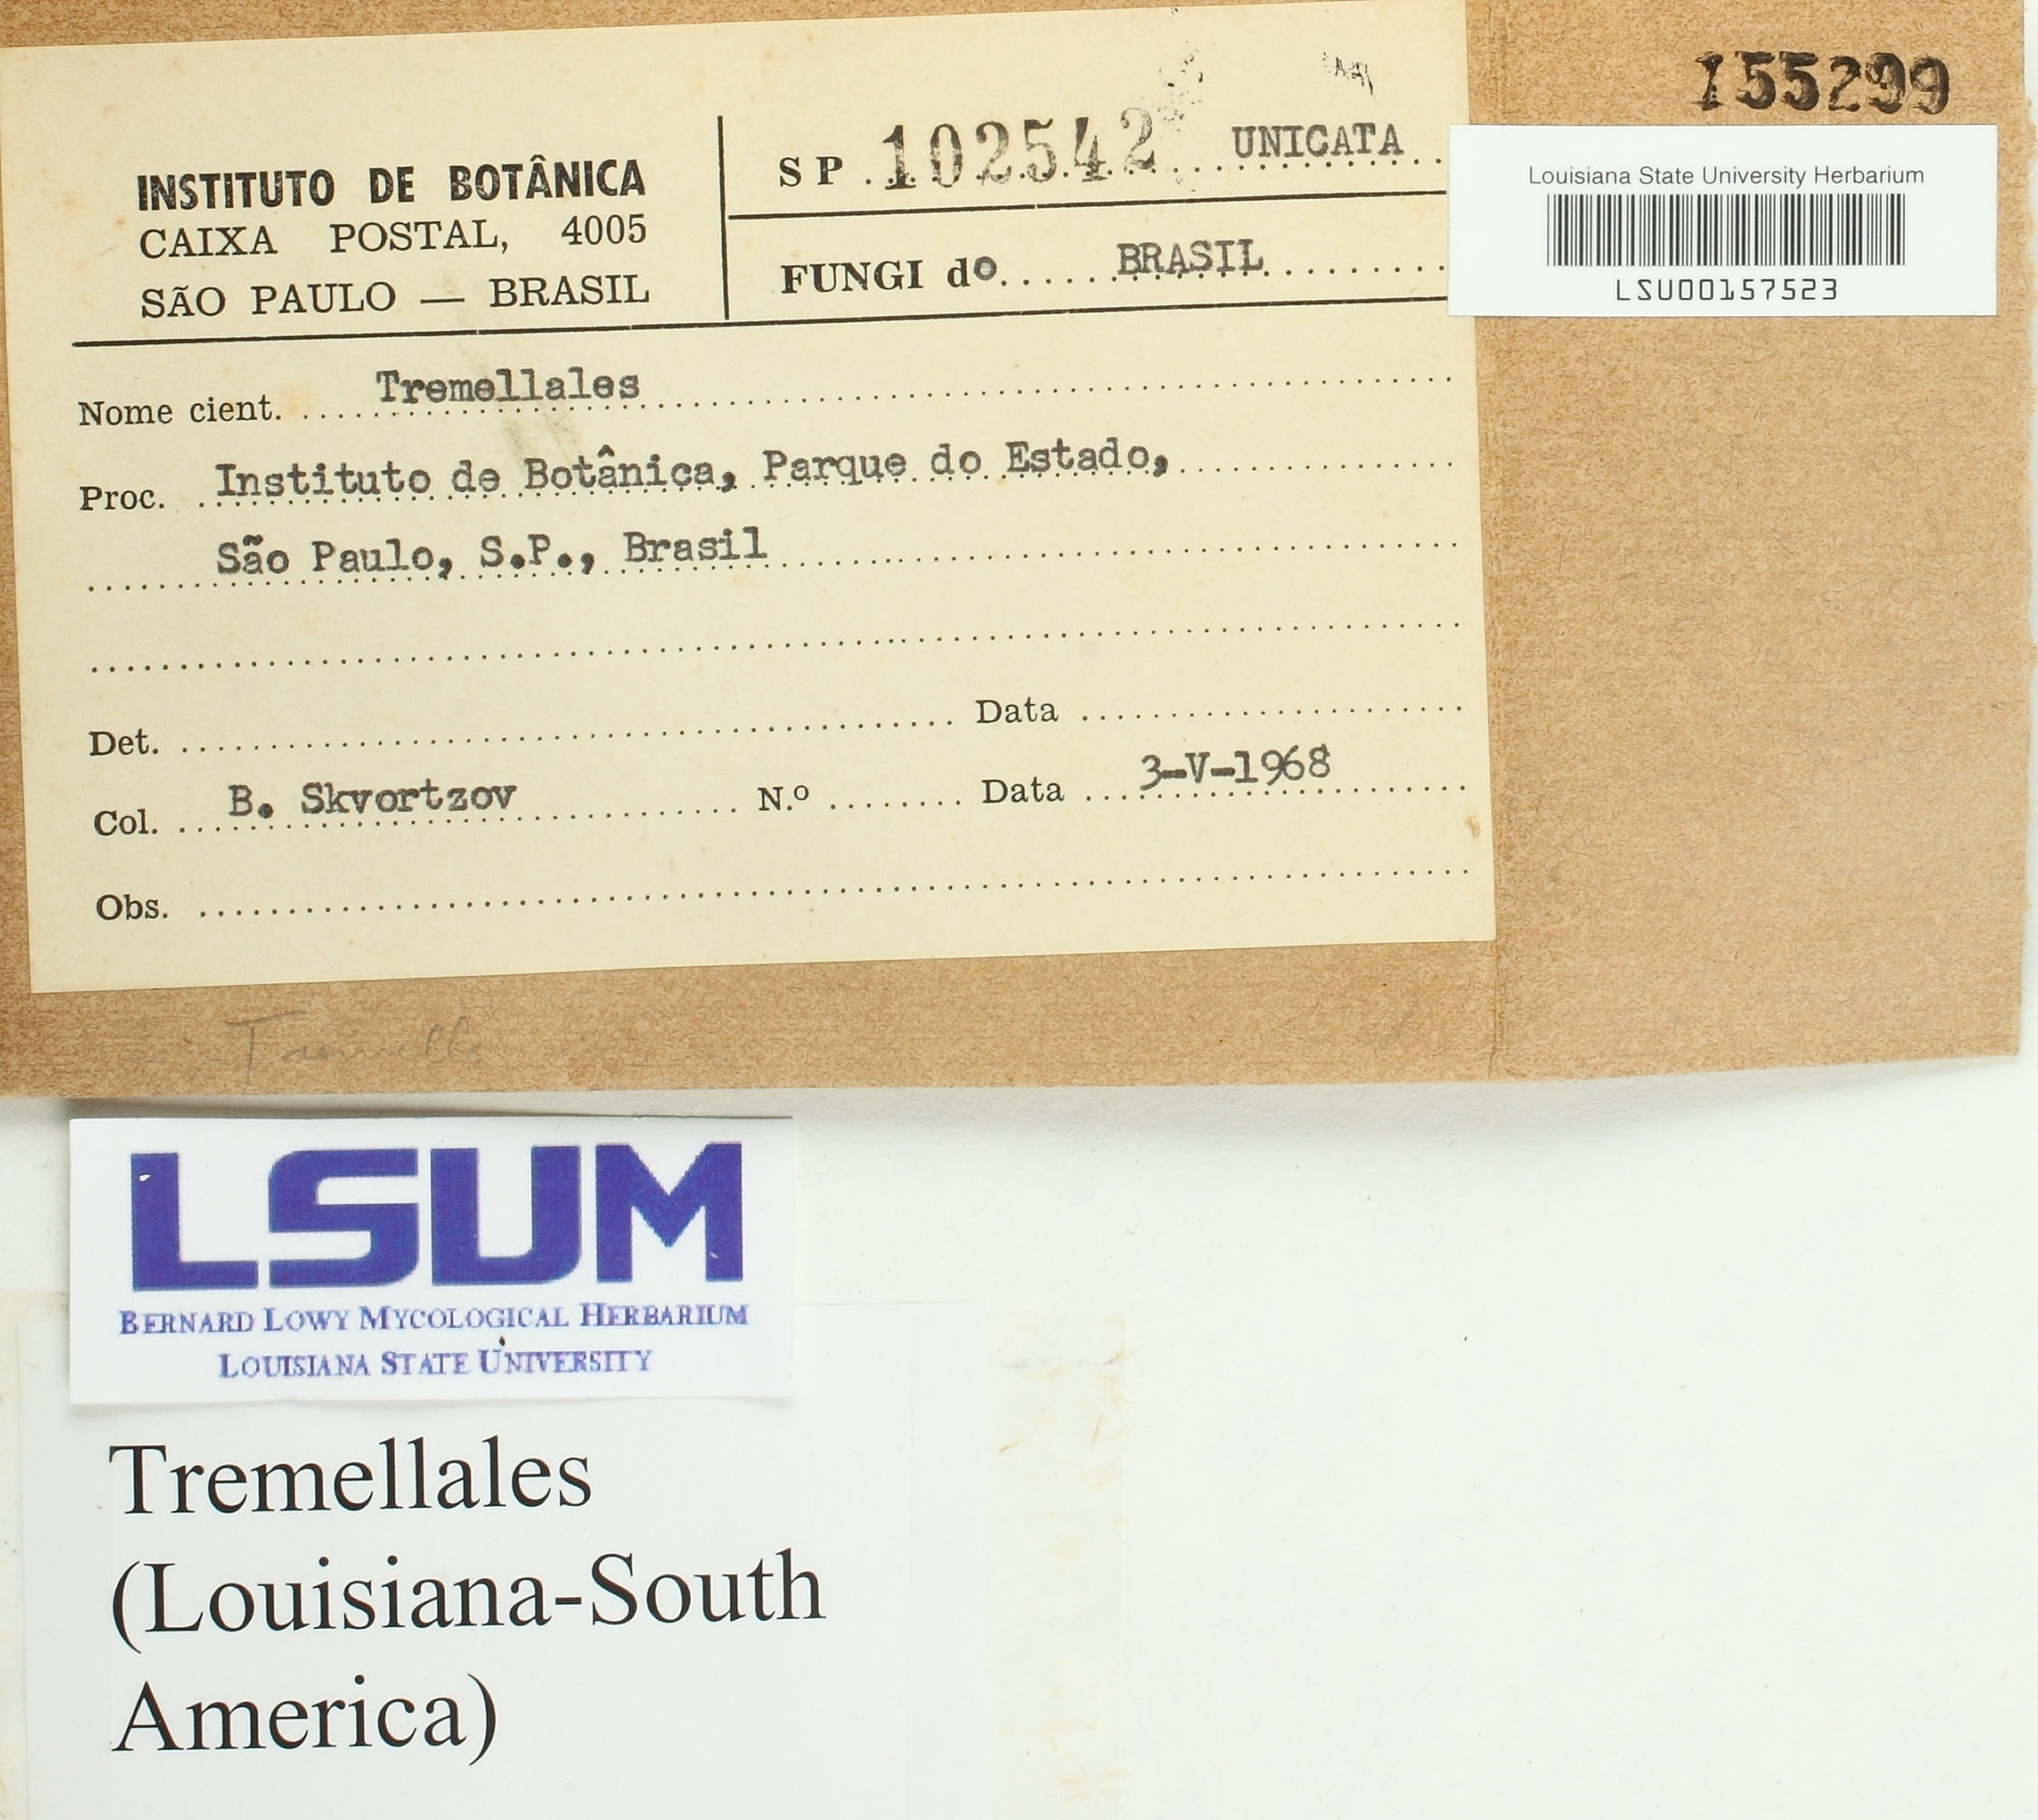 155299
INSTITUTO DE BOTÂNICA
CAIXA POSTAL, 4005
SÃO PAULO — BRASIL
SP 102542 UNICATA
FUNGI do BRASIL
Louisiana State University Herbarium
LSU00157523
Nome cient. Tremellales
Proc. Instituto de Botânica, Parque do Estado,
São Paulo, S.P., Brasil
Det. Data
Col. B. Skvortzov N.º Data 3-V-1968
Obs.
LSUM
BERNARD LOWY MYCOLOGICAL HERBARIUM
LOUISIANA STATE UNIVERSITY
Tremellales
(Louisiana-South
America)